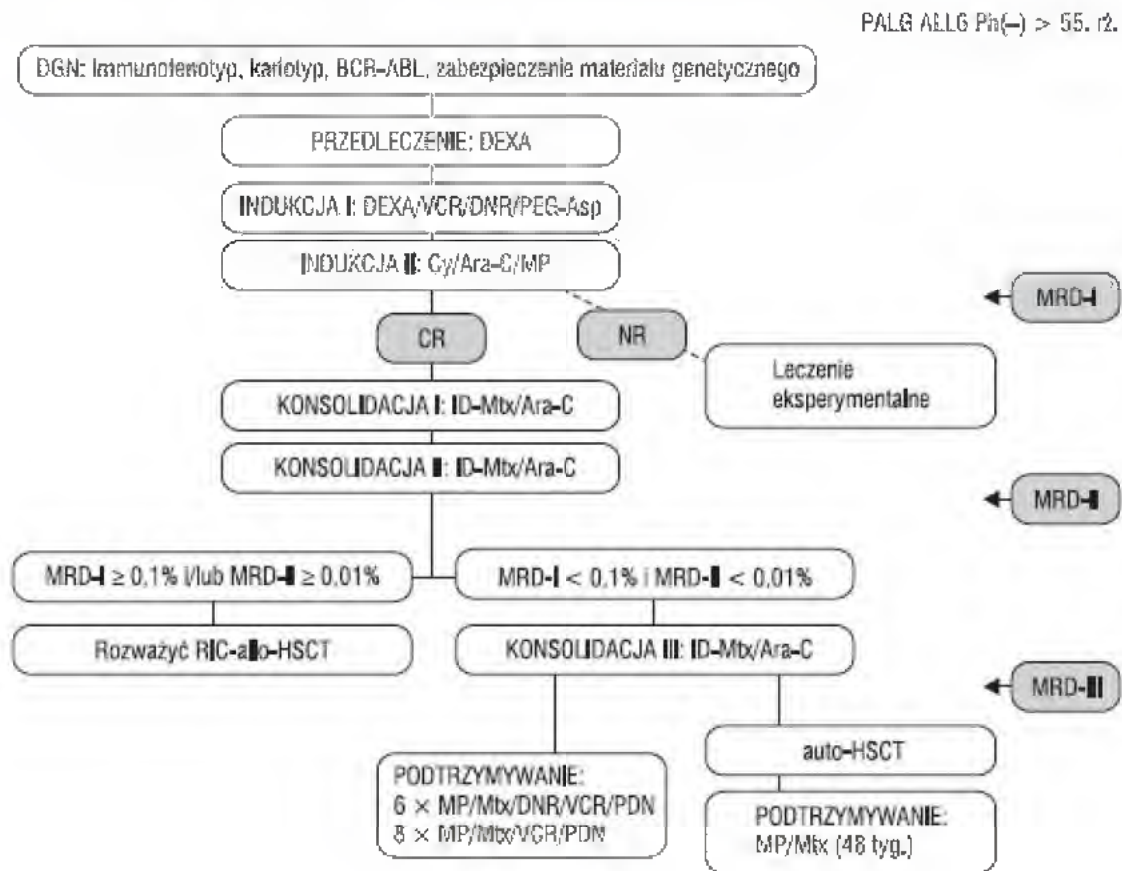 PALG ALL6 Ph(–) > 55. rż.
DGN: Immunofenotyp, kariotyp, BCR–ABL, zabezpieczenie materiału genetycznego
PRZEDLECZENIE: DEXA
INDUKCJA I: DEXA/VCR/DNR/PEG–Asp
INDUKCJA II: Cy/Ara–C/MP
MRD–I
CR
NR
Leczenie
eksperymentalne
KONSOLIDACJA I: ID–Mtx/Ara–C
KONSOLIDACJA II: ID–Mtx/Ara–C
MRD–II
MRD–I ≥ 0,1% i/lub MRD–II ≥ 0,01%
MRD–I < 0,1% i MRD–II < 0,01%
Rozważyć RIC–allo–HSCT
KONSOLIDACJA III: ID–Mtx/Ara–C
MRD–III
auto–HSCT
PODTRZYMYWANIE:
6 × MP/Mtx/DNR/VCR/PDN
8 × MP/Mtx/VCR/PDN
PODTRZYMYWANIE:
MP/Mtx (48 tyg.)